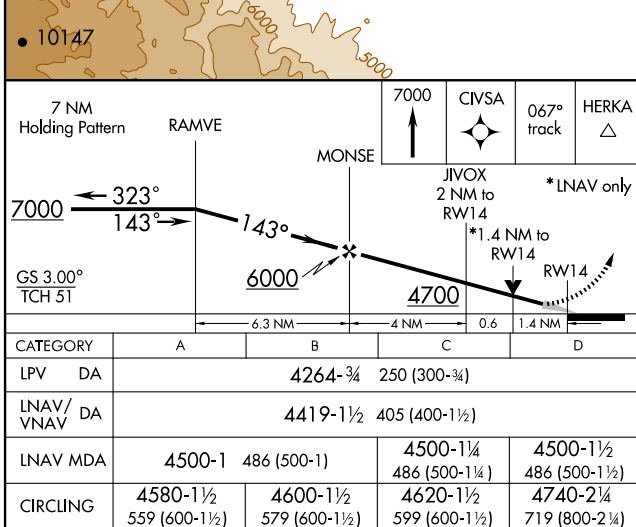 10147
6000
5000
7 NM
Holding Pattern
RAMVE
MONSE
7000
CIVSA
067°
track
HERKA
JIVOX
2 NM to
RW14
* LNAV only
*1.4 NM to
RW14
RW14
7000
323°
143°
143°
6000
4700
GS 3.00°
TCH 51
6.3 NM
4 NM
0.6
1.4 NM
CATEGORY A B C D
LPV DA 4264-¾ 250 (300-¾)
LNAV/
VNAV DA 4419-1½ 405 (400-1½)
LNAV MDA 4500-1 486 (500-1) 4500-1¼ 4500-1½
486 (500-1¼) 486 (500-1½)
CIRCLING 4580-1½ 4600-1½ 4620-1½ 4740-2¼
559 (600-1½) 579 (600-1½) 599 (600-1½) 719 (800-2¼)